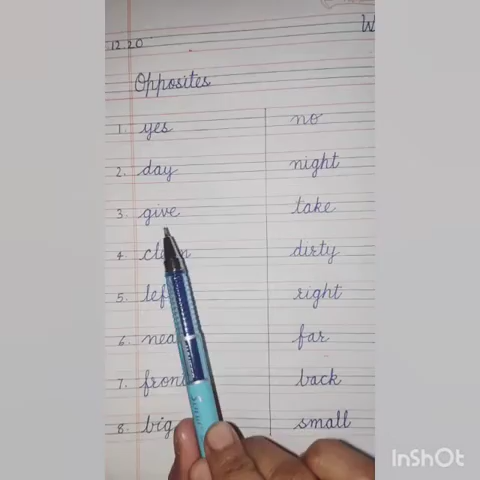 12.20
W
Opposites
1. yes no
2. day night
3. give take
4. dirty
5. right
6. far
7. back
8. big small
InShOt